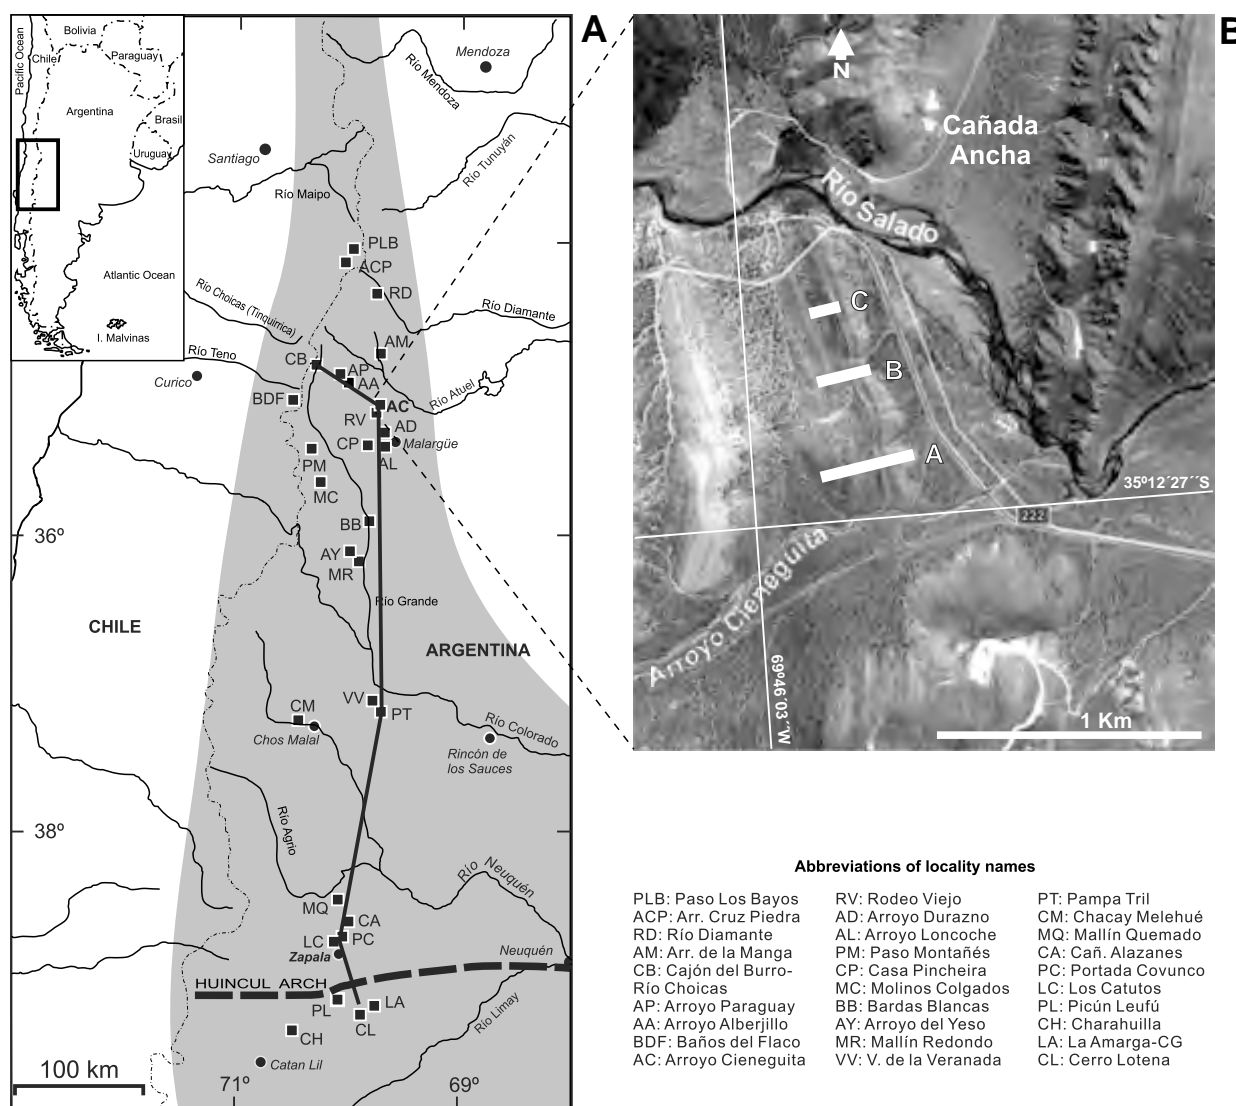 A
Bolivia
Pacific Ocean
Chile
Paraguay
Argentina
Brasil
Uruguay
Atlantic Ocean
I. Malvinas
Mendoza
Río Mendoza
Santiago
Río Tunuyán
Río Maipo
PLB
ACP
RD
Río Choicas (Tinquirrica)
Río Diamante
AM
Río Teno
CB
AP
AA
Curico
Río Atuel
BDF
AC
RV
AD
CP
Malargüe
AL
PM
MC
36º
BB
AY
MR
Río Grande
CHILE
ARGENTINA
VV
CM
PT
Chos Malal
Río Colorado
Rincón de
los Sauces
38º
Río Agrio
Río Neuquén
MQ
CA
PC
LC
Zapala
Neuquén
HUINCUL ARCH
PL
LA
CL
Río Limay
CH
Catan Lil
100 km
71º
69º
B
N
Cañada
Ancha
Río Salado
C
B
A
35º12´27´´S
222
Arroyo Cieneguita
69º46´03´´W
1 Km
Abbreviations of locality names
PLB: Paso Los Bayos
ACP: Arr. Cruz Piedra
RD: Río Diamante
AM: Arr. de la Manga
CB: Cajón del Burro-
Río Choicas
AP: Arroyo Paraguay
AA: Arroyo Alberjillo
BDF: Baños del Flaco
AC: Arroyo Cieneguita
RV: Rodeo Viejo
AD: Arroyo Durazno
AL: Arroyo Loncoche
PM: Paso Montañés
CP: Casa Pincheira
MC: Molinos Colgados
BB: Bardas Blancas
AY: Arroyo del Yeso
MR: Mallín Redondo
VV: V. de la Veranada
PT: Pampa Tril
CM: Chacay Melehué
MQ: Mallín Quemado
CA: Cañ. Alazanes
PC: Portada Covunco
LC: Los Catutos
PL: Picún Leufú
CH: Charahuilla
LA: La Amarga-CG
CL: Cerro Lotena